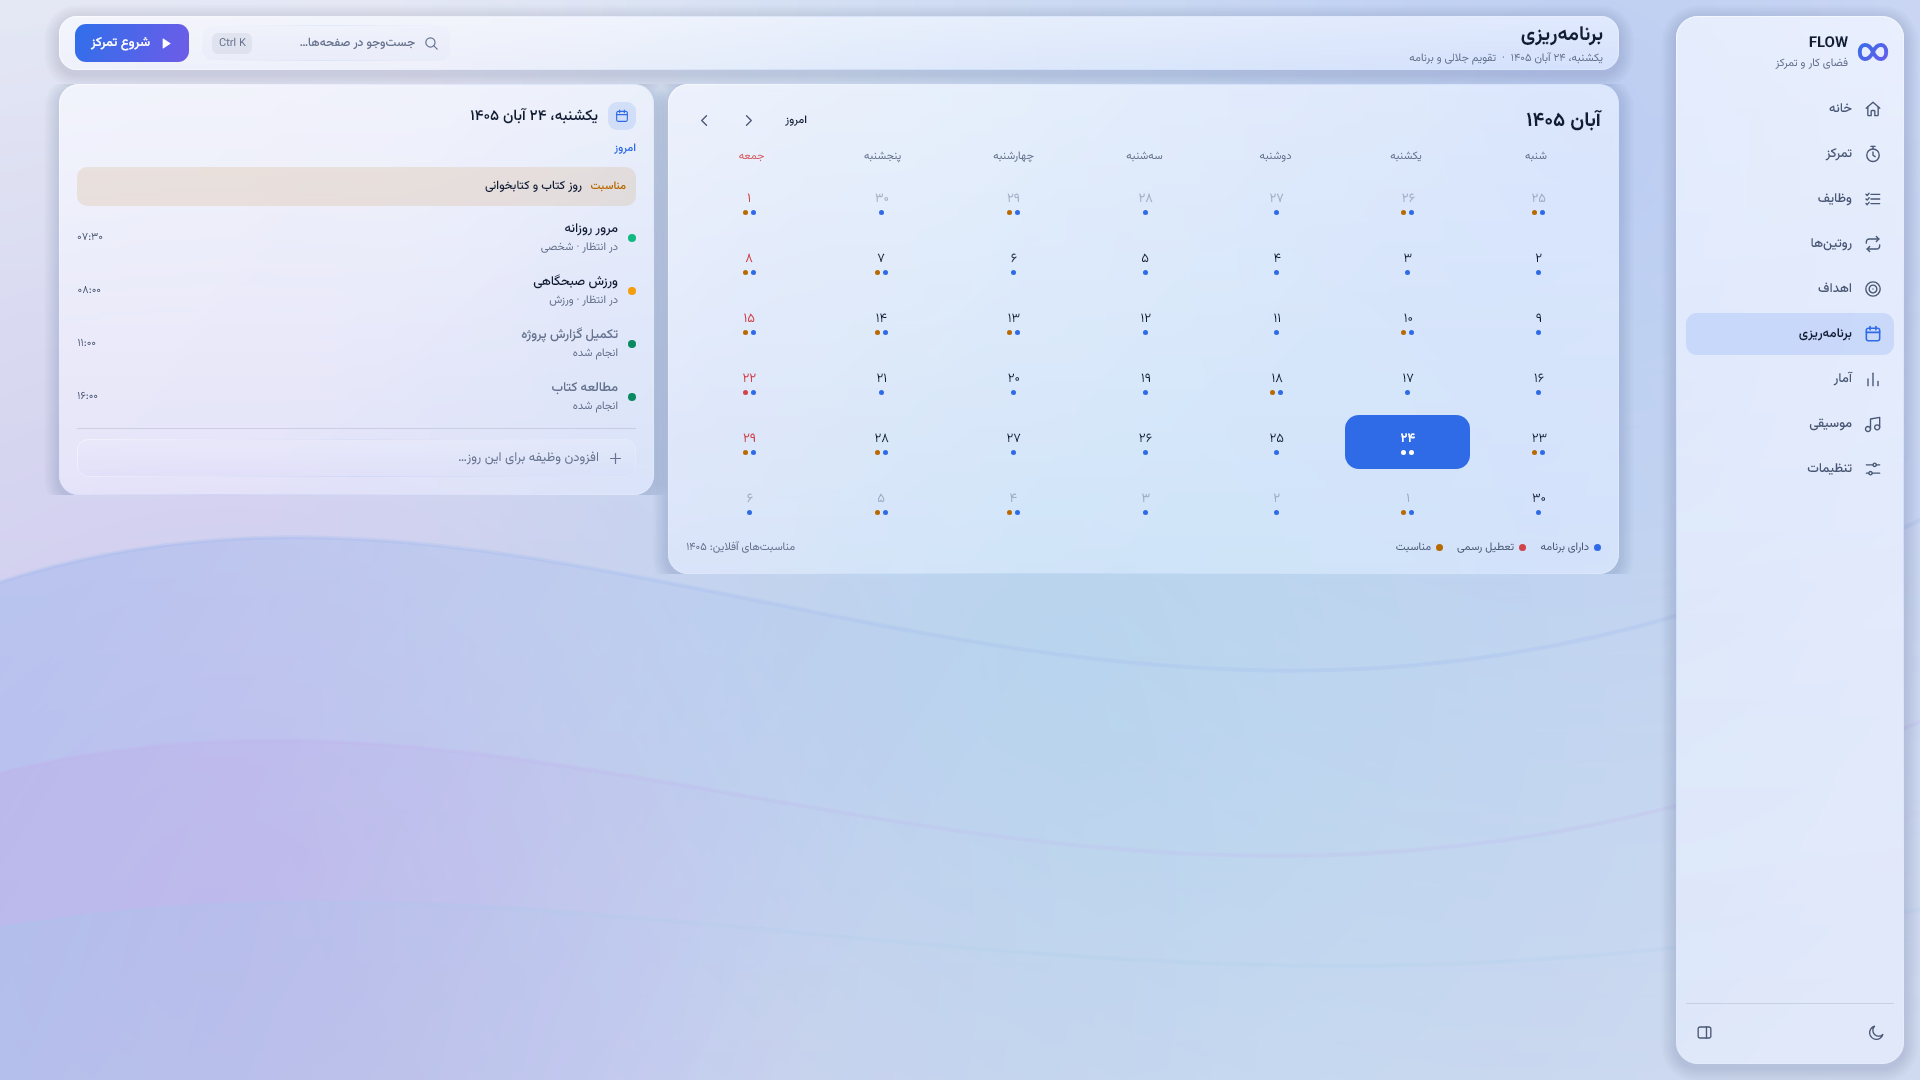 FLOW
فضای کار و تمرکز
خانه
تمرکز
وظایف
روتین‌ها
اهداف
برنامه‌ریزی
آمار
موسیقی
تنظیمات
برنامه‌ریزی
یکشنبه، ۲۴ آبان ۱۴۰۵ · تقویم جلالی و برنامه
جست‌وجو در صفحه‌ها... Ctrl K
شروع تمرکز
آبان ۱۴۰۵
امروز
شنبه یکشنبه دوشنبه سه‌شنبه چهارشنبه پنجشنبه جمعه
۲۵ ۲۶ ۲۷ ۲۸ ۲۹ ۳۰ ۱
۲ ۳ ۴ ۵ ۶ ۷ ۸
۹ ۱۰ ۱۱ ۱۲ ۱۳ ۱۴ ۱۵
۱۶ ۱۷ ۱۸ ۱۹ ۲۰ ۲۱ ۲۲
۲۳ ۲۴ ۲۵ ۲۶ ۲۷ ۲۸ ۲۹
۳۰ ۱ ۲ ۳ ۴ ۵ ۶
دارای برنامه تعطیل رسمی مناسبت
مناسبت‌های آفلاین: ۱۴۰۵
یکشنبه، ۲۴ آبان ۱۴۰۵
امروز
مناسبت روز کتاب و کتابخوانی
مرور روزانه ۰۷:۳۰
در انتظار · شخصی
ورزش صبحگاهی ۰۸:۰۰
در انتظار · ورزش
تکمیل گزارش پروژه ۱۱:۰۰
انجام شده
مطالعه کتاب ۱۶:۰۰
انجام شده
افزودن وظیفه برای این روز...